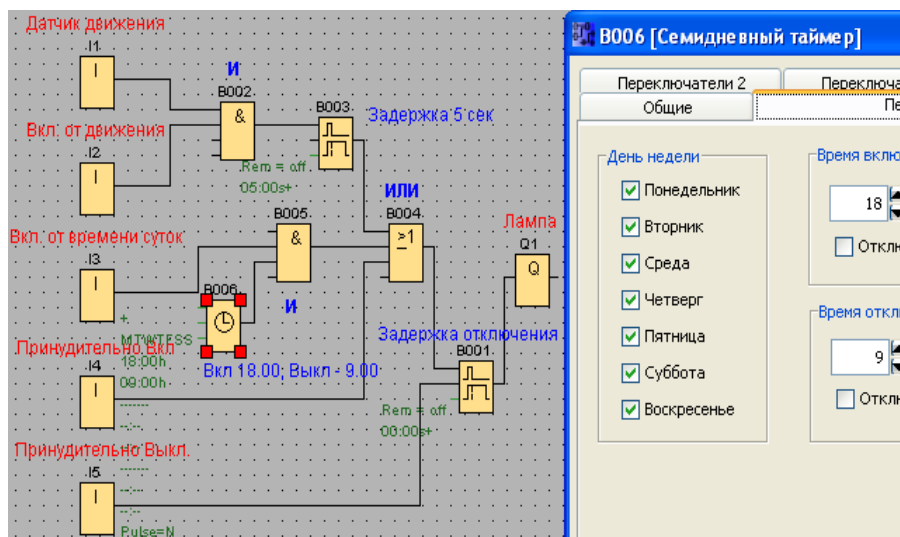 Датчик движения
I1
I
И
B002
&
B003
Задержка 5 сек
Вкл. от движения
I2
I
Rem = off
05:00s+
ИЛИ
B005
&
B004
≥1
Лампа
Q1
Q
Вкл. от времени суток
I3
I
B006
И
+
MTWTFSS
18:00h
09:00h
---.---
--:--
---.---
--:--
Pulse=N
Вкл 18.00; Выкл - 9.00
Задержка отключения
B001
Rem = off
00:00s+
Принудительно Вкл
I4
I
Принудительно Выкл.
I5
I
B006 [Семидневный таймер]
Переключатели 2
Общие
День недели
Понедельник
Вторник
Среда
Четверг
Пятница
Суббота
Воскресенье
18
9